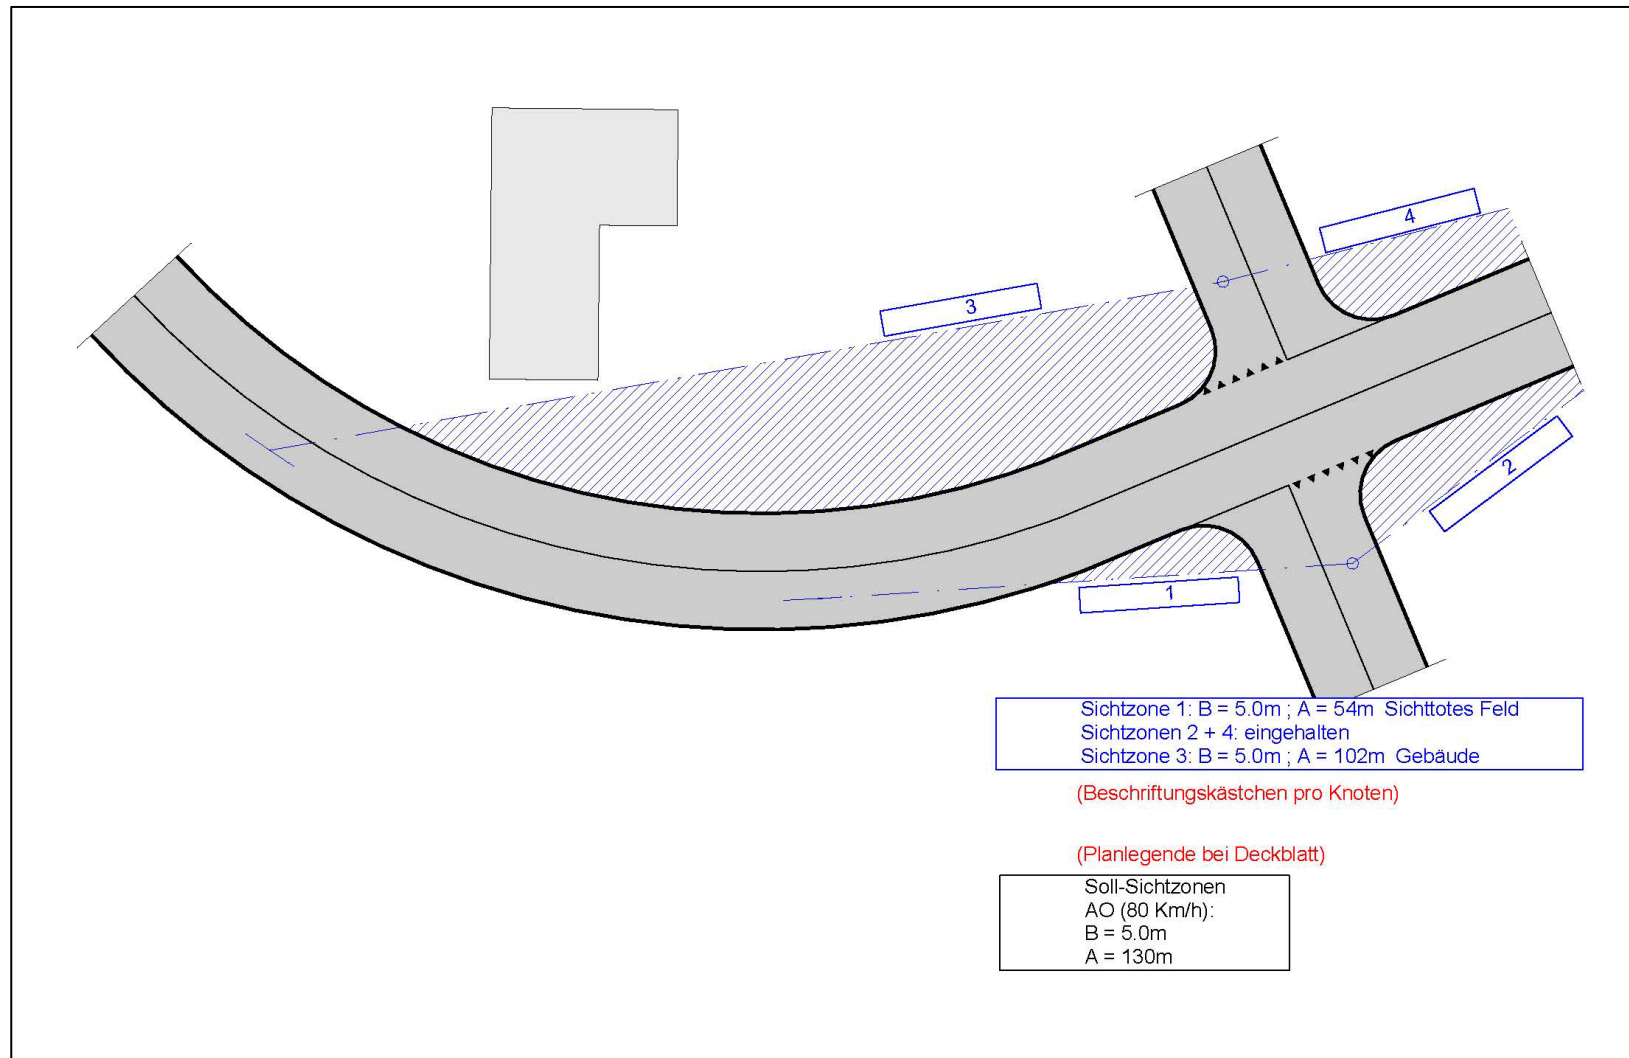 4
3
2
1
Sichtzone 1: B = 5.0m ; A = 54m  Sichttotes Feld
Sichtzonen 2 + 4: eingehalten
Sichtzone 3: B = 5.0m ; A = 102m  Gebäude
(Beschriftungskästchen pro Knoten)
(Planlegende bei Deckblatt)
Soll-Sichtzonen
AO (80 Km/h):
B = 5.0m
A = 130m